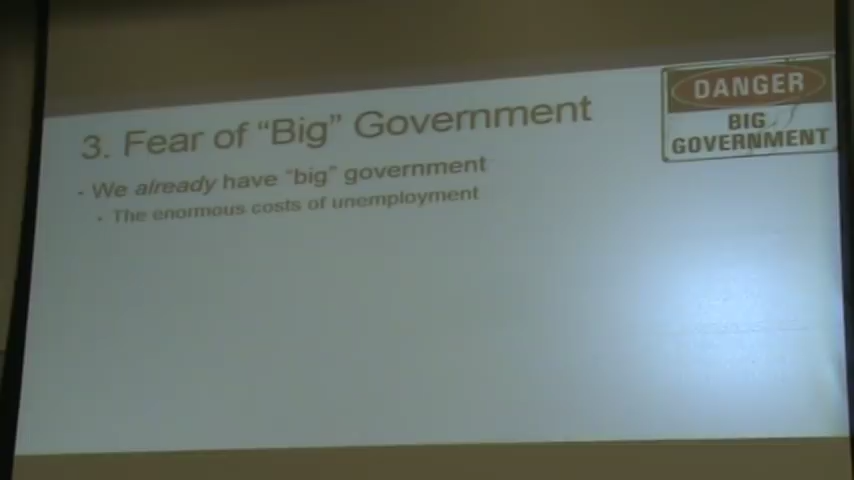 3. Fear of “Big” Government
• We already have “big” government
• The enormous costs of unemployment
DANGER
BIG
GOVERNMENT